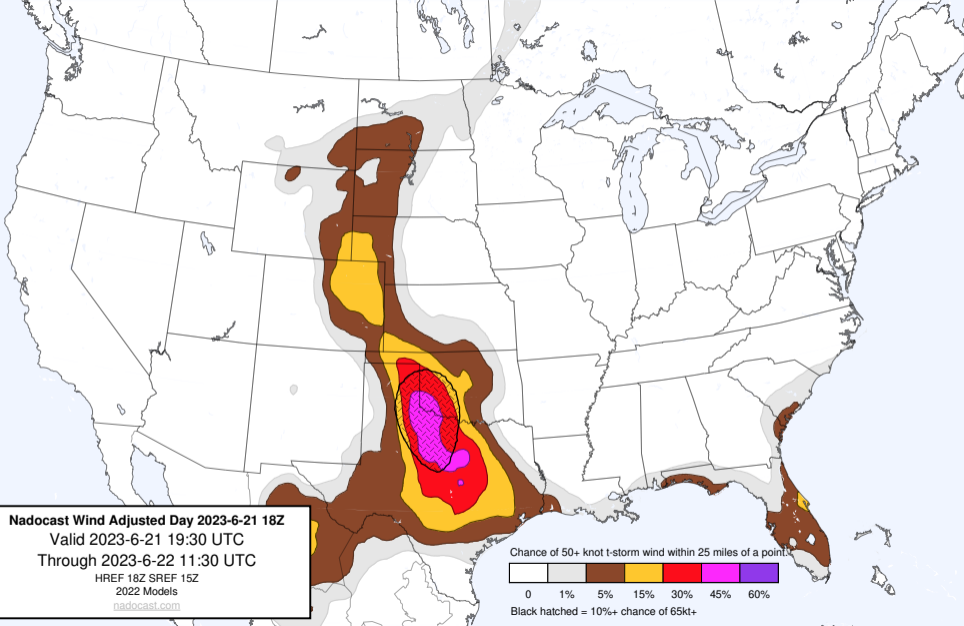 Nadocast Wind Adjusted Day 2023-6-21 18Z
Valid 2023-6-21 19:30 UTC
Through 2023-6-22 11:30 UTC
HREF 18Z SREF 15Z
2022 Models
nadocast.com
Chance of 50+ knot t-storm wind within 25 miles of a point.
0 1% 5% 15% 30% 45% 60%
Black hatched = 10%+ chance of 65kt+